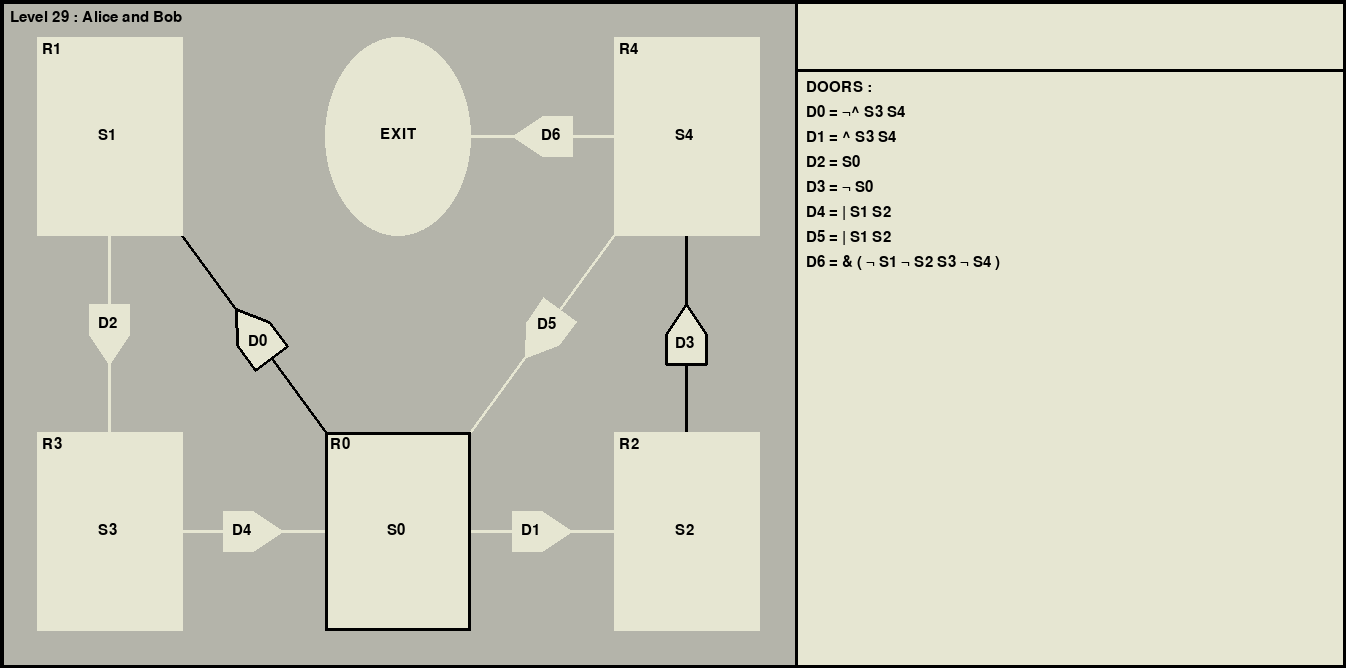 Level 29 : Alice and Bob
R1
S1
EXIT
D6
R4
S4
D2
D0
D5
D3
R3
S3
D4
R0
S0
D1
R2
S2
DOORS :
D0 = ¬^ S3 S4
D1 = ^ S3 S4
D2 = S0
D3 = ¬ S0
D4 = | S1 S2
D5 = | S1 S2
D6 = & ( ¬ S1 ¬ S2 S3 ¬ S4 )